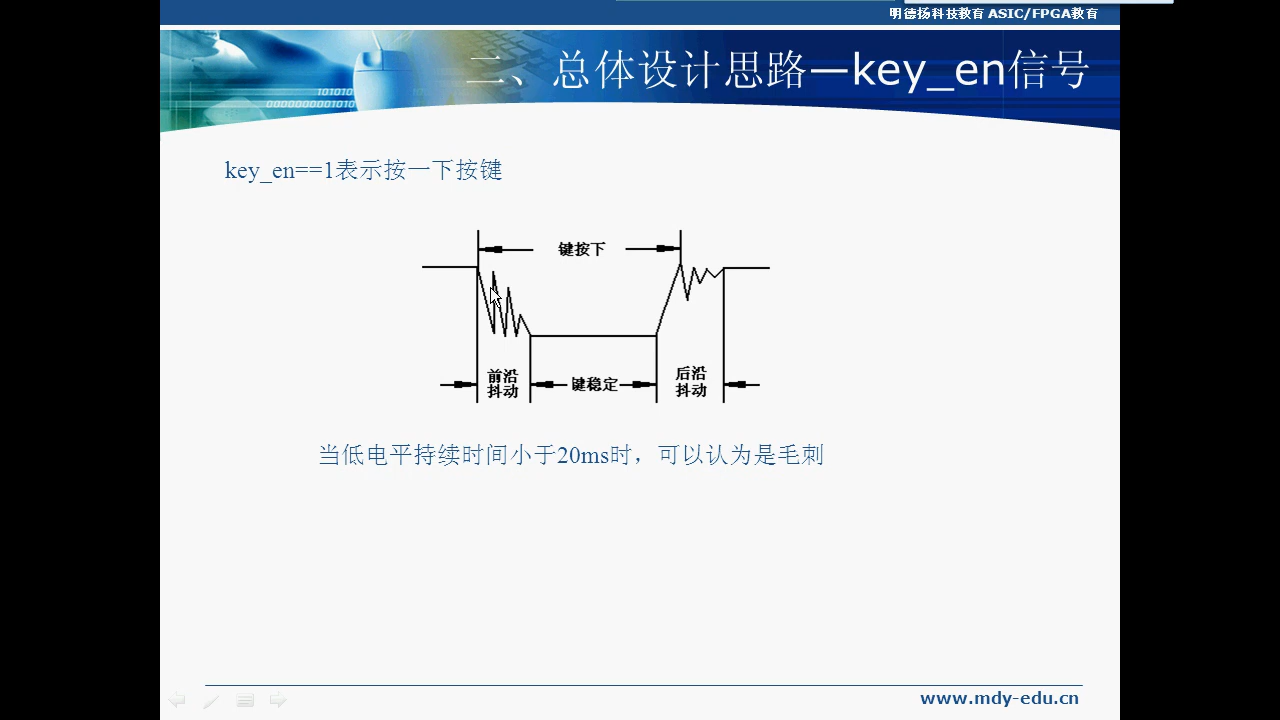 明德扬科技教育 ASIC/FPGA教育
二、总体设计思路—key_en信号
101010
0000000001010
key_en==1表示按一下按键
键按下
前沿
抖动
键稳定
后沿
抖动
当低电平持续时间小于20ms时，可以认为是毛刺
www.mdy-edu.cn